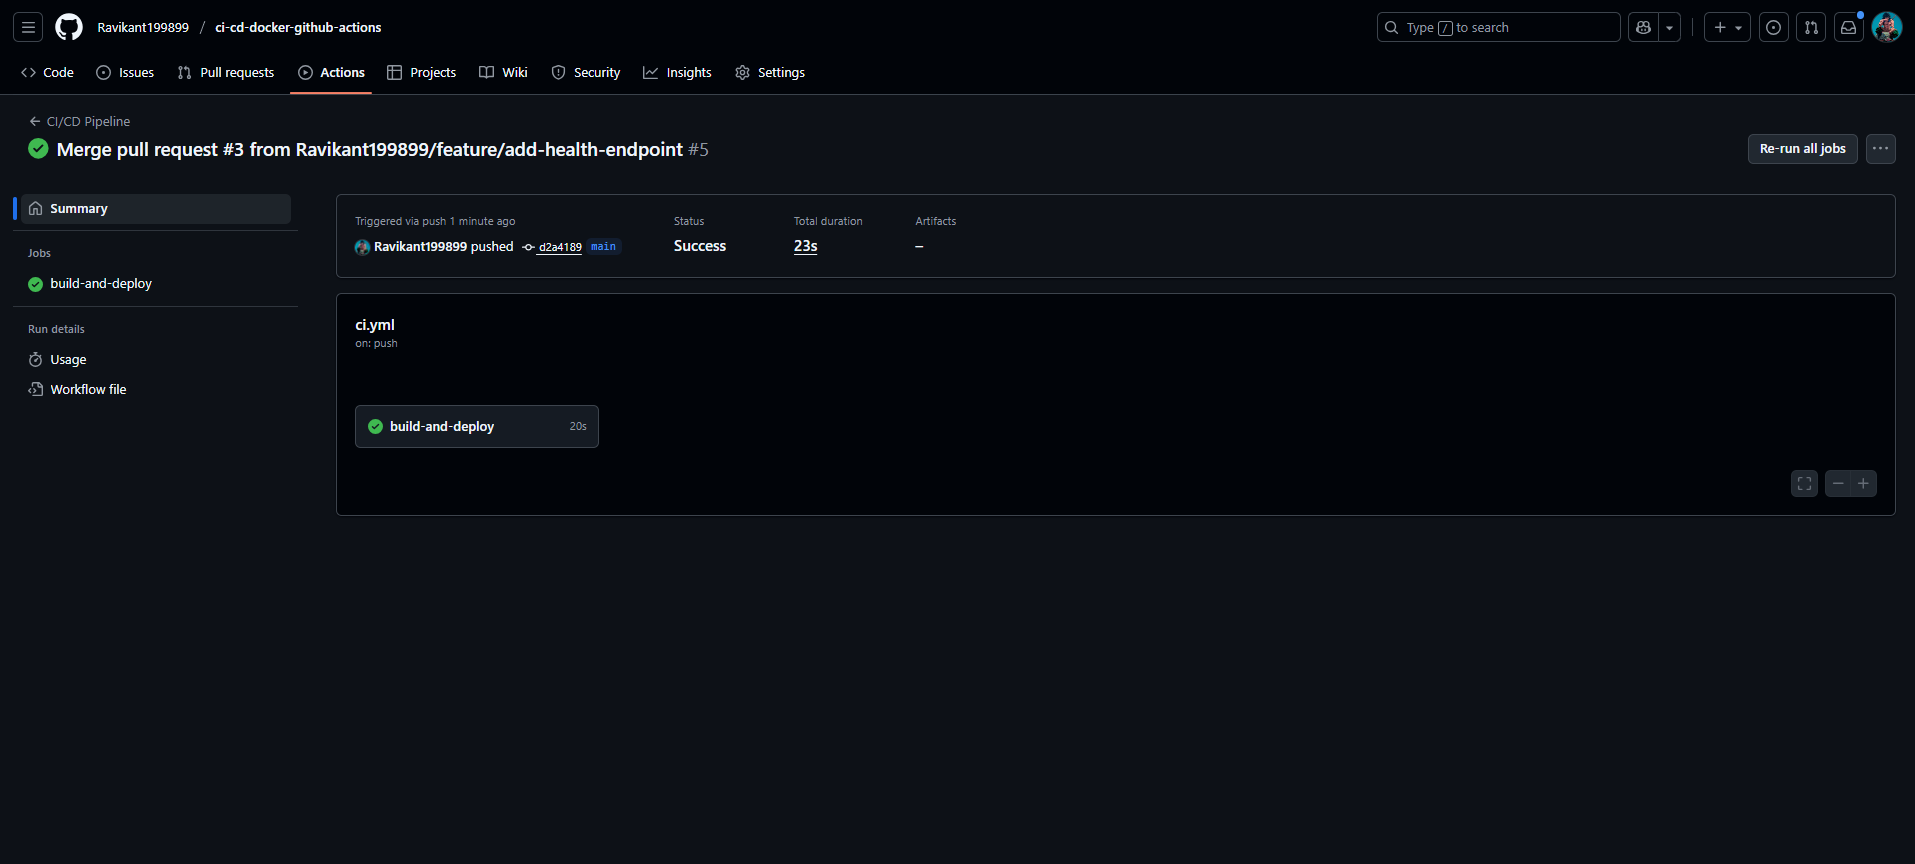 Ravikant199899 / ci-cd-docker-github-actions
Type / to search
Code Issues Pull requests Actions Projects Wiki Security Insights Settings
CI/CD Pipeline
Merge pull request #3 from Ravikant199899/feature/add-health-endpoint #5
Re-run all jobs
Summary
Jobs
build-and-deploy
Run details
Usage
Workflow file
Triggered via push 1 minute ago
Ravikant199899 pushed d2a4189 main
Status
Success
Total duration
23s
Artifacts
–
ci.yml
on: push
build-and-deploy 20s